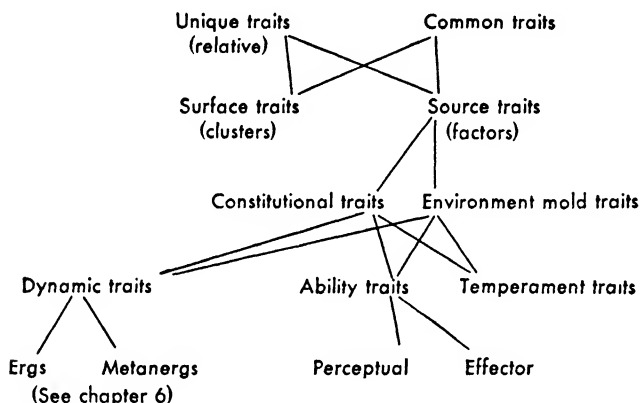 Unique traits Common traits
(relative)
Surface traits Source traits
(clusters) (factors)
Constitutional traits Environment mold traits
Dynamic traits Ability traits Temperament traits
Ergs Metanergs Perceptual Effector
(See chapter 6)